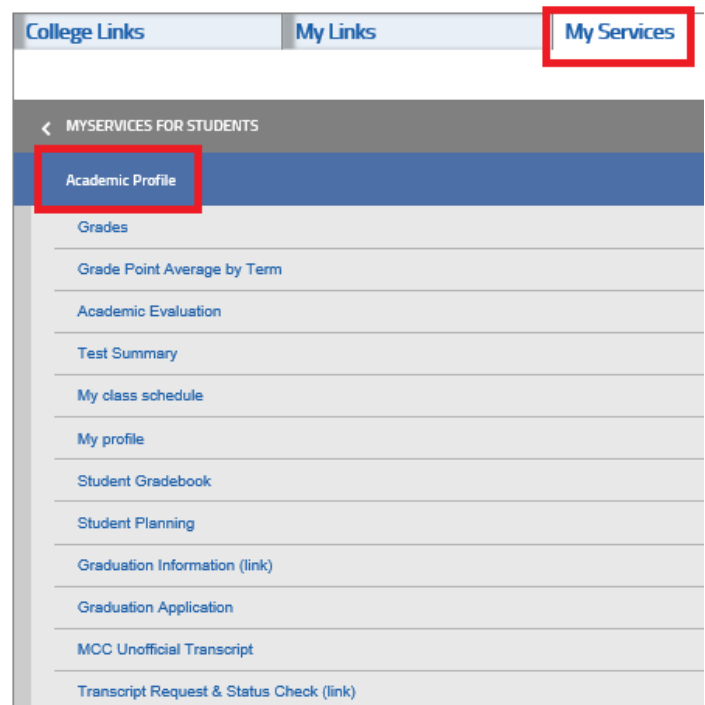 College Links My Links My Services
MYSERVICES FOR STUDENTS
Academic Profile
Grades
Grade Point Average by Term
Academic Evaluation
Test Summary
My class schedule
My profile
Student Gradebook
Student Planning
Graduation Information (link)
Graduation Application
MCC Unofficial Transcript
Transcript Request & Status Check (link)